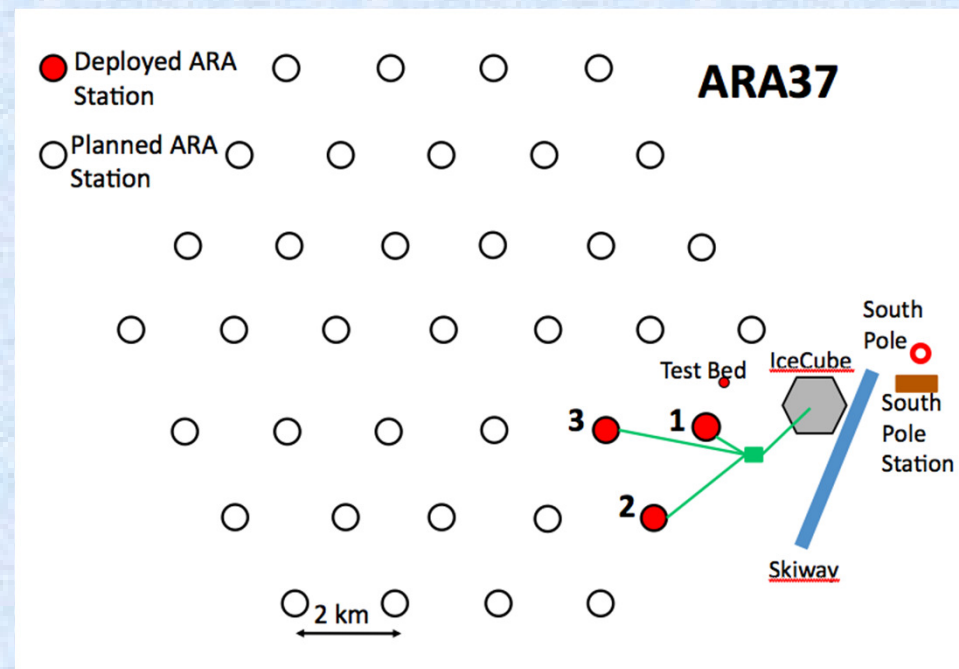 Deployed ARA
Station
ARA37
Planned ARA
Station
South
Pole
Test Bed
IceCube
3
1
South
Pole
Station
2
Skiway
2 km